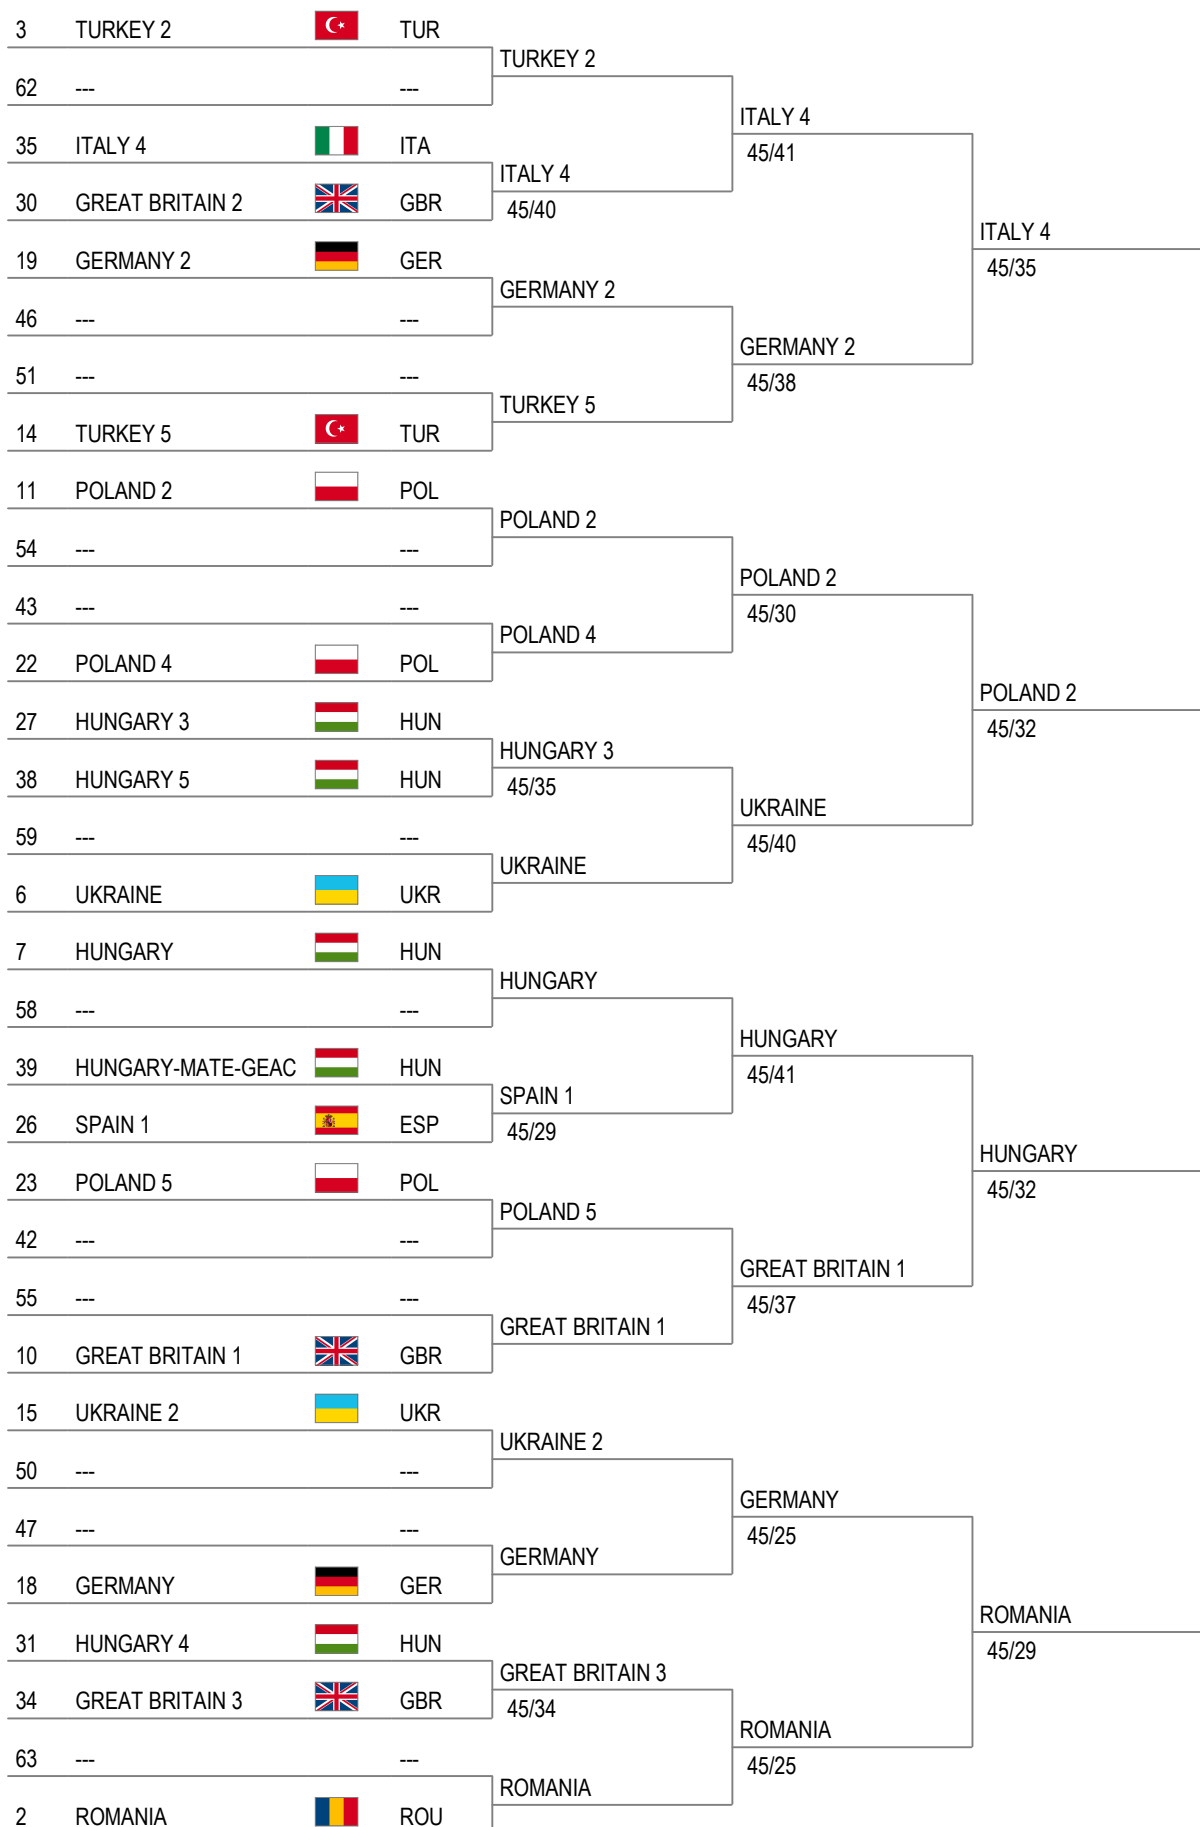 3 TURKEY 2 TUR
TURKEY 2
62 --- ---
ITALY 4
35 ITALY 4 ITA
45/41
ITALY 4
30 GREAT BRITAIN 2 GBR
45/40
ITALY 4
19 GERMANY 2 GER
45/35
GERMANY 2
46 --- ---
GERMANY 2
51 --- ---
45/38
TURKEY 5
14 TURKEY 5 TUR
11 POLAND 2 POL
POLAND 2
54 --- ---
POLAND 2
43 --- ---
45/30
POLAND 4
22 POLAND 4 POL
POLAND 2
27 HUNGARY 3 HUN
45/32
HUNGARY 3
38 HUNGARY 5 HUN
45/35
UKRAINE
59 --- ---
45/40
UKRAINE
6 UKRAINE UKR
7 HUNGARY HUN
HUNGARY
58 --- ---
HUNGARY
39 HUNGARY-MATE-GEAC HUN
45/41
SPAIN 1
26 SPAIN 1 ESP
45/29
HUNGARY
23 POLAND 5 POL
45/32
POLAND 5
42 --- ---
GREAT BRITAIN 1
55 --- ---
45/37
GREAT BRITAIN 1
10 GREAT BRITAIN 1 GBR
15 UKRAINE 2 UKR
UKRAINE 2
50 --- ---
GERMANY
47 --- ---
45/25
GERMANY
18 GERMANY GER
ROMANIA
31 HUNGARY 4 HUN
45/29
GREAT BRITAIN 3
34 GREAT BRITAIN 3 GBR
45/34
ROMANIA
63 --- ---
45/25
ROMANIA
2 ROMANIA ROU